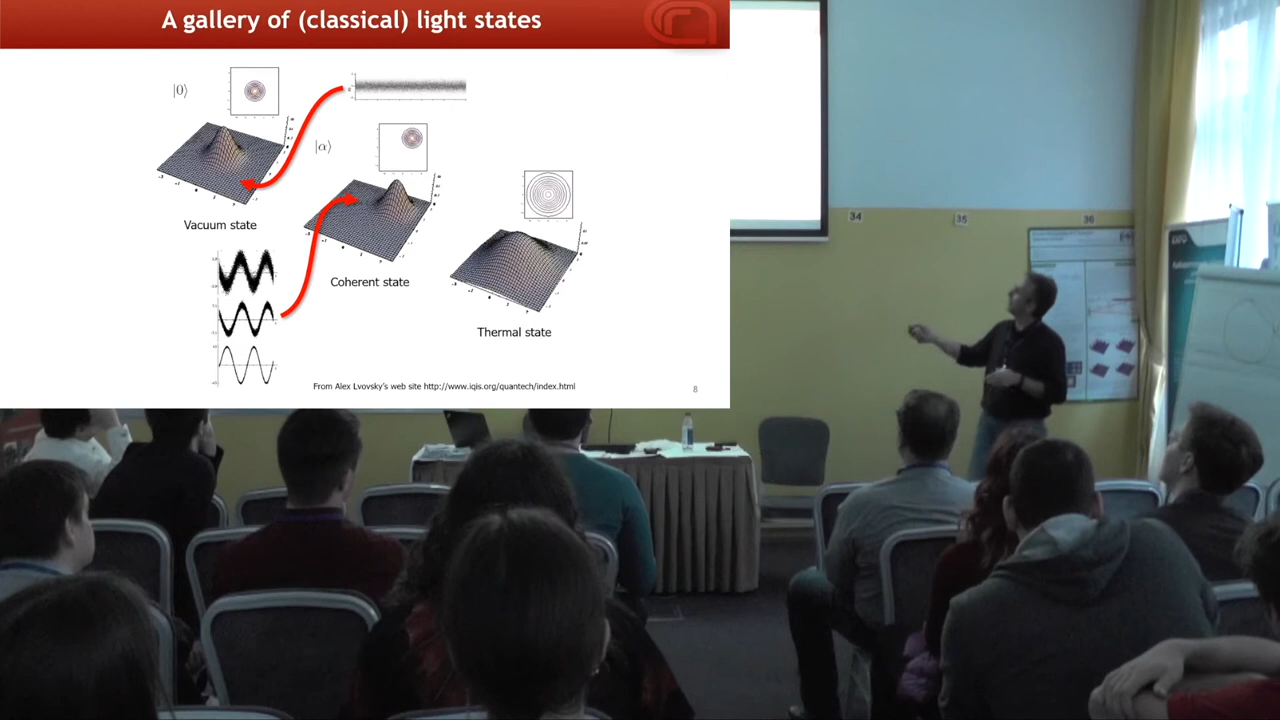 A gallery of (classical) light states
|0⟩
|α⟩
Vacuum state
Coherent state
Thermal state
From Alex Lvovsky's web site http://www.iqis.org/quantech/index.html
8
34
35
36